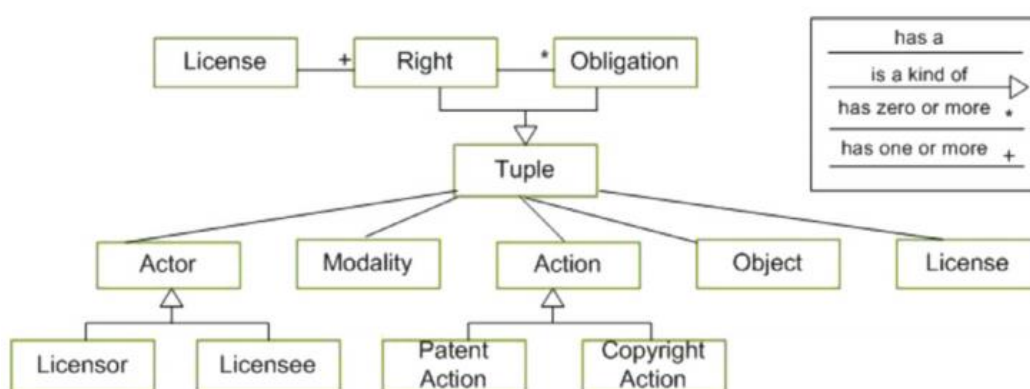 has a
License
+
Right
*
Obligation
is a kind of
has zero or more *
has one or more +
Tuple
Actor
Modality
Action
Object
License
Licensor
Licensee
Patent
Action
Copyright
Action